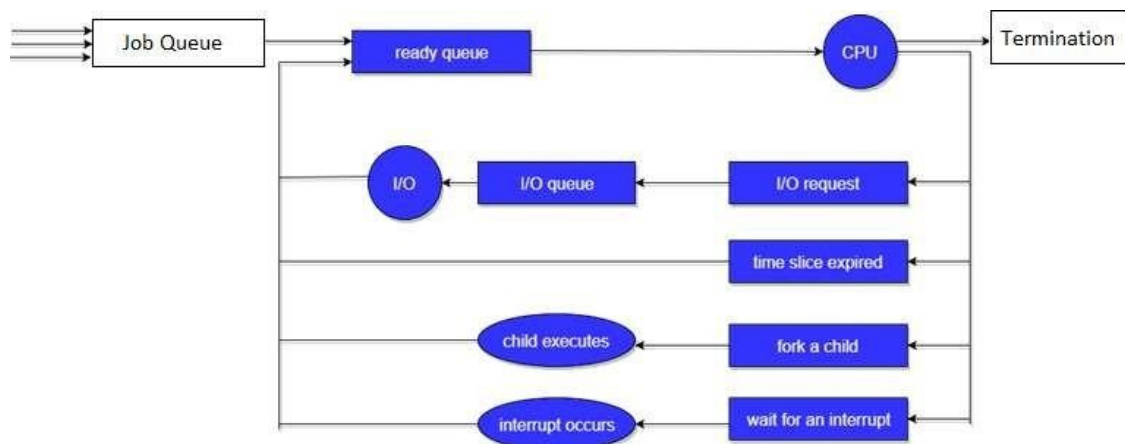 Job Queue
ready queue
CPU
Termination
I/O
I/O queue
I/O request
time slice expired
child executes
fork a child
interrupt occurs
wait for an interrupt